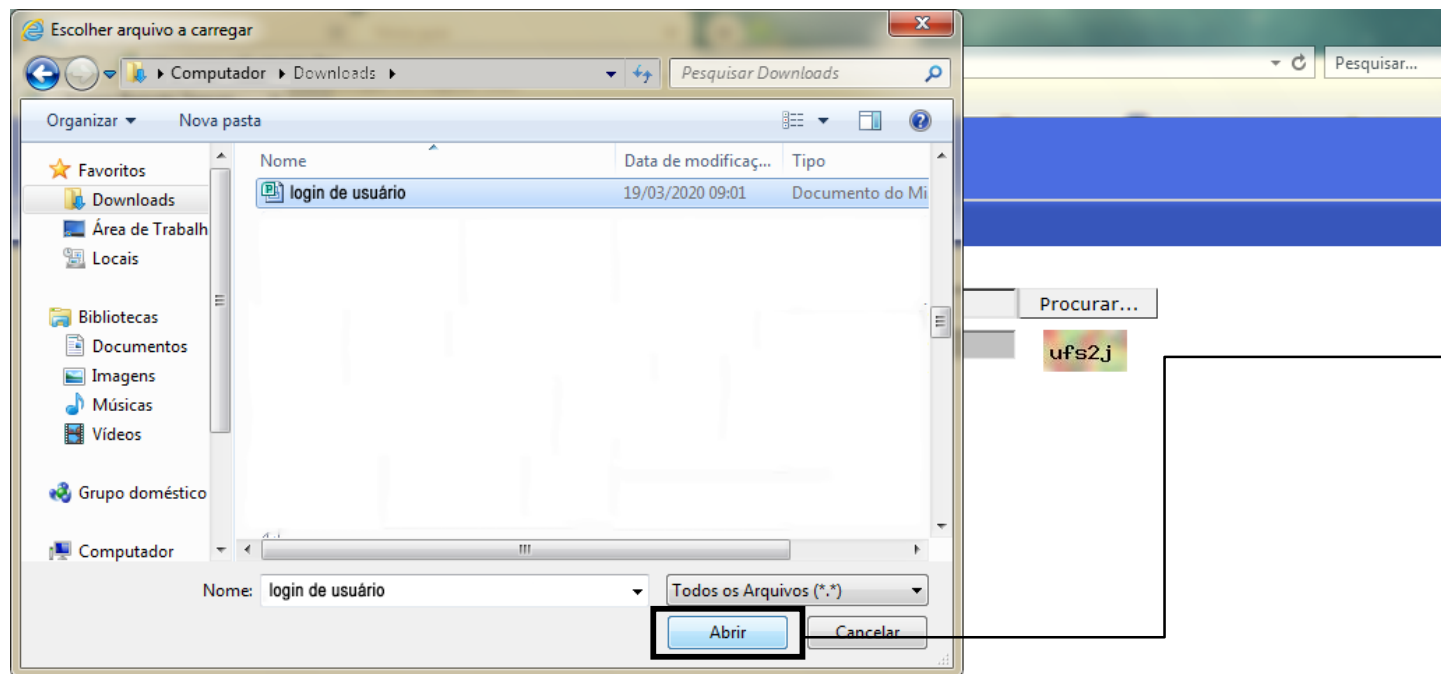 Escolher arquivo a carregar
Computador Downloads
Pesquisar Downloads
Pesquisar...
Organizar
Nova pasta
Favoritos
Downloads
Área de Trabalh
Locais
Bibliotecas
Documentos
Imagens
Músicas
Vídeos
Grupo doméstico
Computador
Nome Data de modificaç... Tipo
login de usuário 19/03/2020 09:01 Documento do Mi
Procurar...
ufs2j
Nome: login de usuário Todos os Arquivos (*.*)
Abrir Cancelar